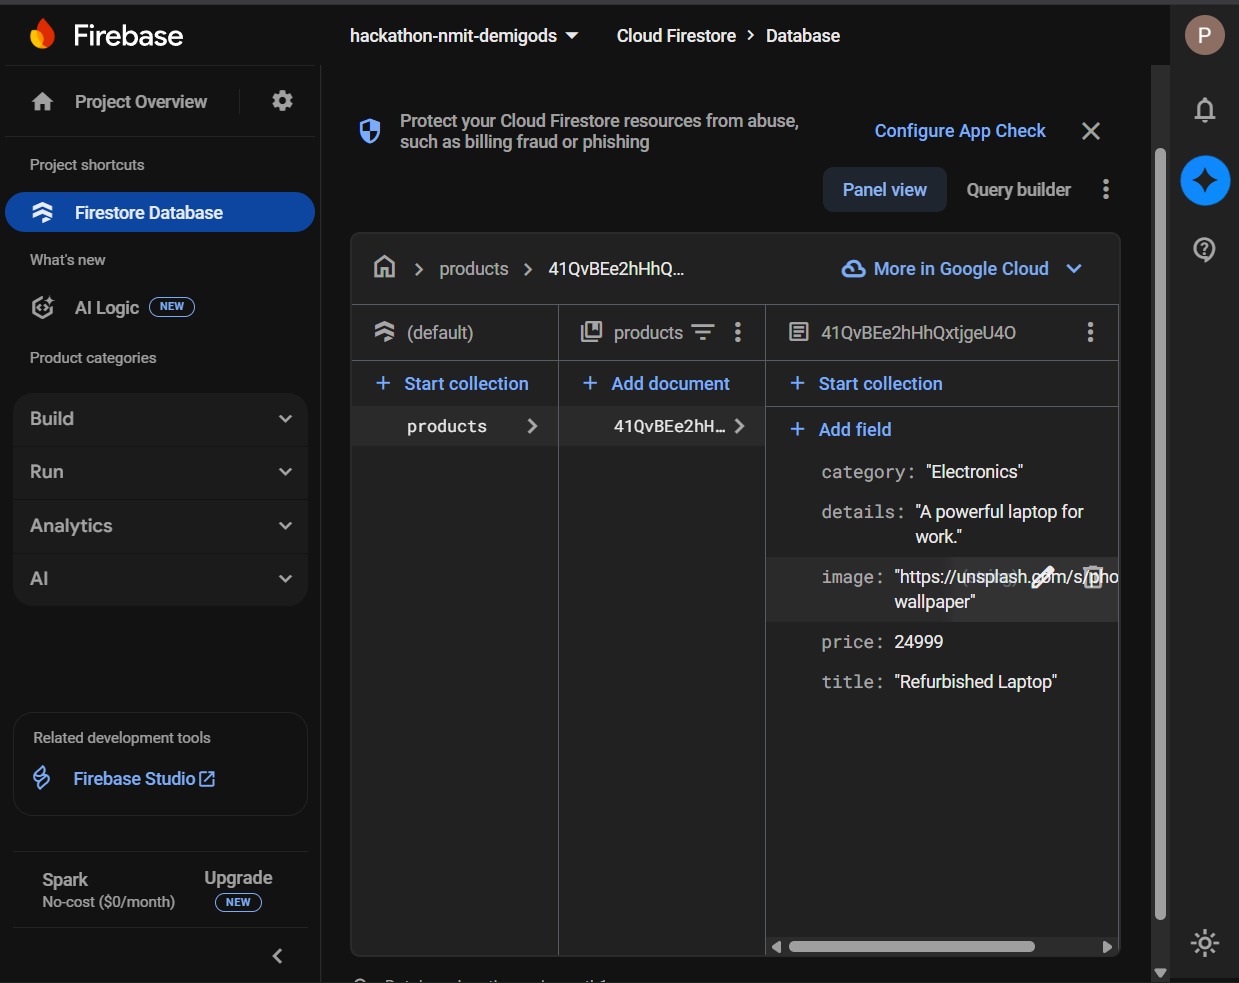 Firebase
hackathon-nmit-demigods
Cloud Firestore > Database
P
Project Overview
Project shortcuts
Firestore Database
What's new
AI Logic NEW
Product categories
Build
Run
Analytics
AI
Related development tools
Firebase Studio
Spark
No-cost ($0/month)
Upgrade
NEW
Protect your Cloud Firestore resources from abuse,
such as billing fraud or phishing
Configure App Check
Panel view
Query builder
products > 41QvBEe2hHhQ...
More in Google Cloud
(default)
Start collection
products
products
Add document
41QvBEe2hH...
41QvBEe2hHhQxtjgeU4O
Start collection
Add field
category: "Electronics"
details: "A powerful laptop for
work."
image: "https://unsplash.com/s/pho
wallpaper"
price: 24999
title: "Refurbished Laptop"